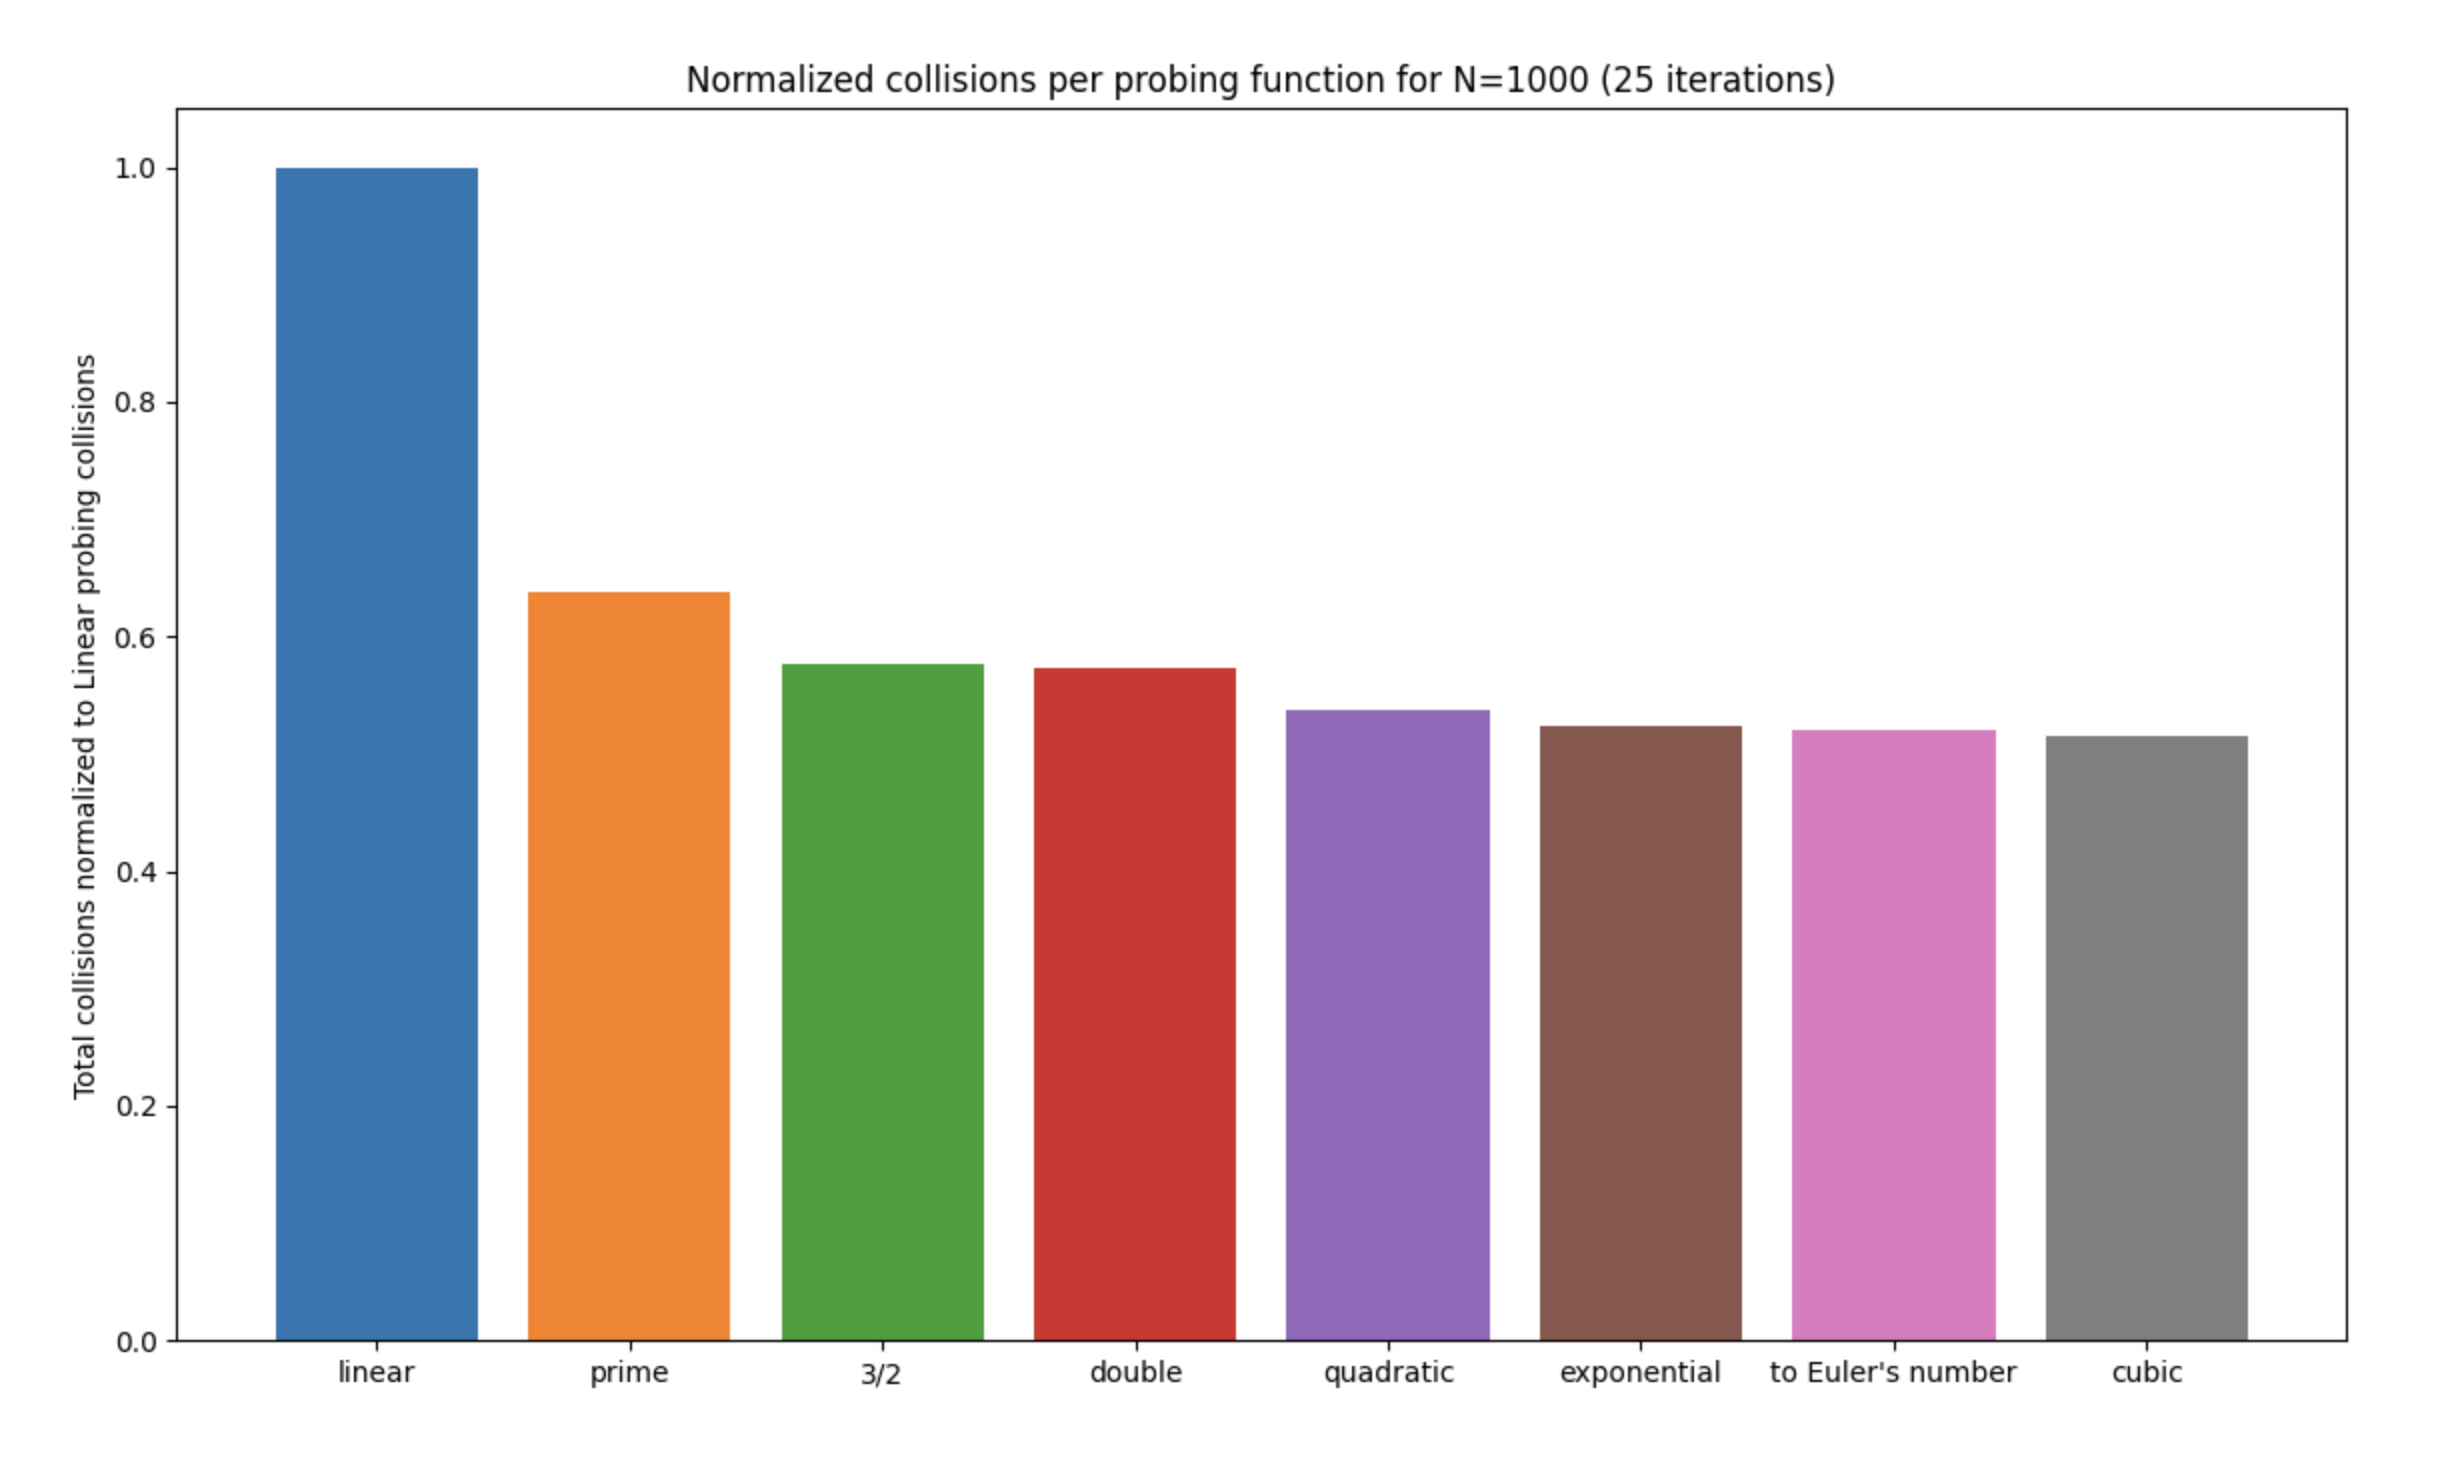 Normalized collisions per probing function for N=1000 (25 iterations)
Total collisions normalized to Linear probing collisions
1.0
0.8
0.6
0.4
0.2
0.0
linear prime 3/2 double quadratic exponential to Euler's number cubic